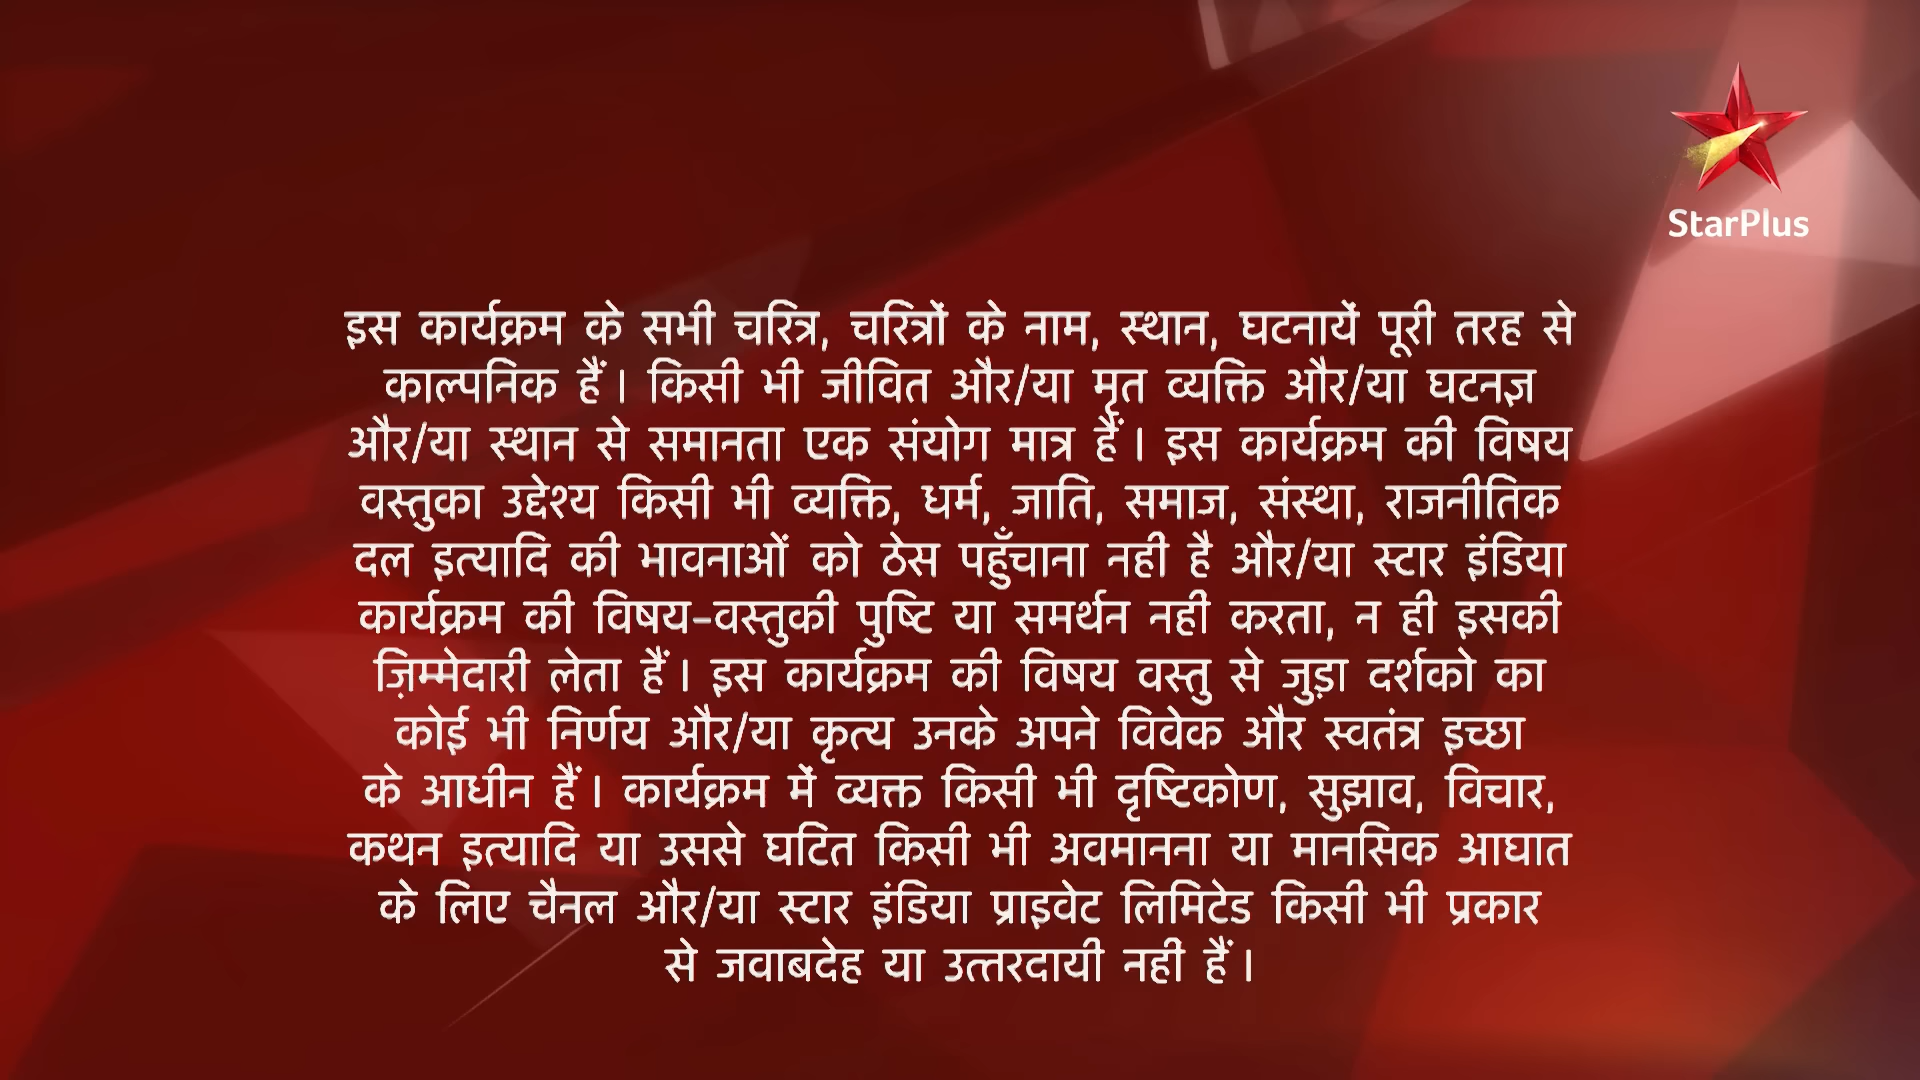 StarPlus
इस कार्यक्रम के सभी चरित्र, चरित्रों के नाम, स्थान, घटनायें पूरी तरह से
काल्पनिक हैं। किसी भी जीवित और/या मृत व्यक्ति और/या घटनज्ञ
और/या स्थान से समानता एक संयोग मात्र हैं। इस कार्यक्रम की विषय
वस्तुका उद्देश्य किसी भी व्यक्ति, धर्म, जाति, समाज, संस्था, राजनीतिक
दल इत्यादि की भावनाओं को ठेस पहुँचाना नही है और/या स्टार इंडिया
कार्यक्रम की विषय-वस्तुकी पुष्टि या समर्थन नही करता, न ही इसकी
ज़िम्मेदारी लेता हैं। इस कार्यक्रम की विषय वस्तु से जुड़ा दर्शको का
कोई भी निर्णय और/या कृत्य उनके अपने विवेक और स्वतंत्र इच्छा
के आधीन हैं। कार्यक्रम में व्यक्त किसी भी दृष्टिकोण, सुझाव, विचार,
कथन इत्यादि या उससे घटित किसी भी अवमानना या मानसिक आघात
के लिए चैनल और/या स्टार इंडिया प्राइवेट लिमिटेड किसी भी प्रकार
से जवाबदेह या उत्तरदायी नही हैं।